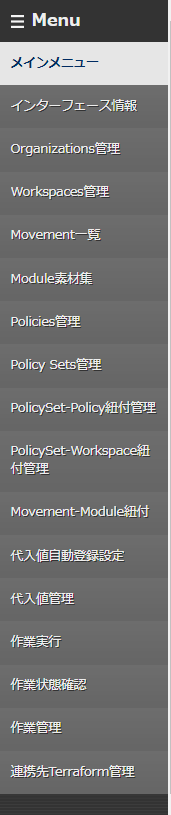 ☰ Menu
メインメニュー
インターフェース情報
Organizations管理
Workspaces管理
Movement一覧
Module素材集
Policies管理
Policy Sets管理
PolicySet-Policy紐付管理
PolicySet-Workspace紐
付管理
Movement-Module紐付
代入値自動登録設定
代入値管理
作業実行
作業状態確認
作業管理
連携先Terraform管理